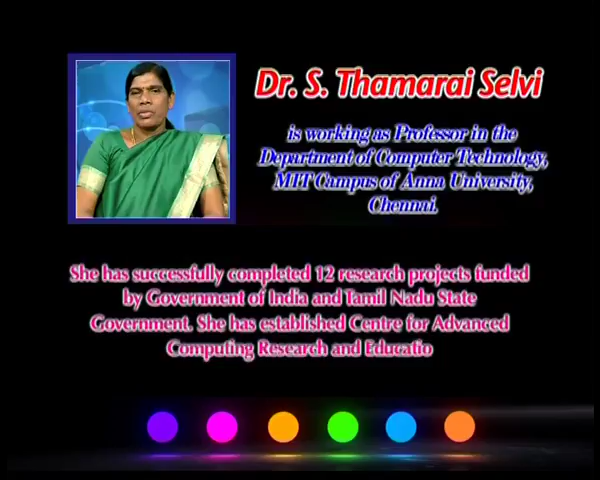 Dr. S. Thamarai Selvi
is working as Professor in the
Department of Computer Technology,
MIT Campus of Anna University,
Chennai.
She has successfully completed 12 research projects funded
by Government of India and Tamil Nadu State
Government. She has established Centre for Advanced
Computing Research and Educatio